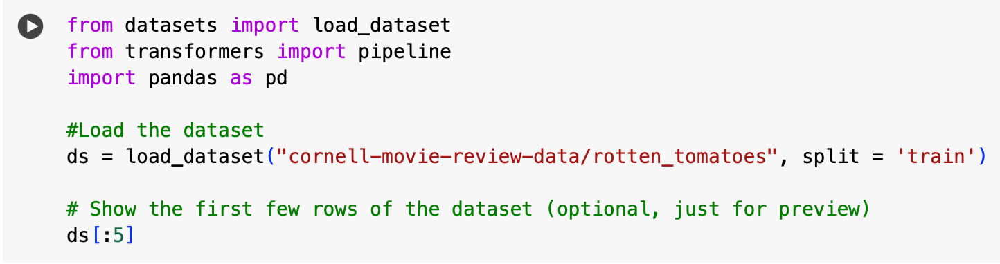 from datasets import load_dataset
from transformers import pipeline
import pandas as pd
#Load the dataset
ds = load_dataset("cornell-movie-review-data/rotten_tomatoes", split = 'train')
# Show the first few rows of the dataset (optional, just for preview)
ds[:5]